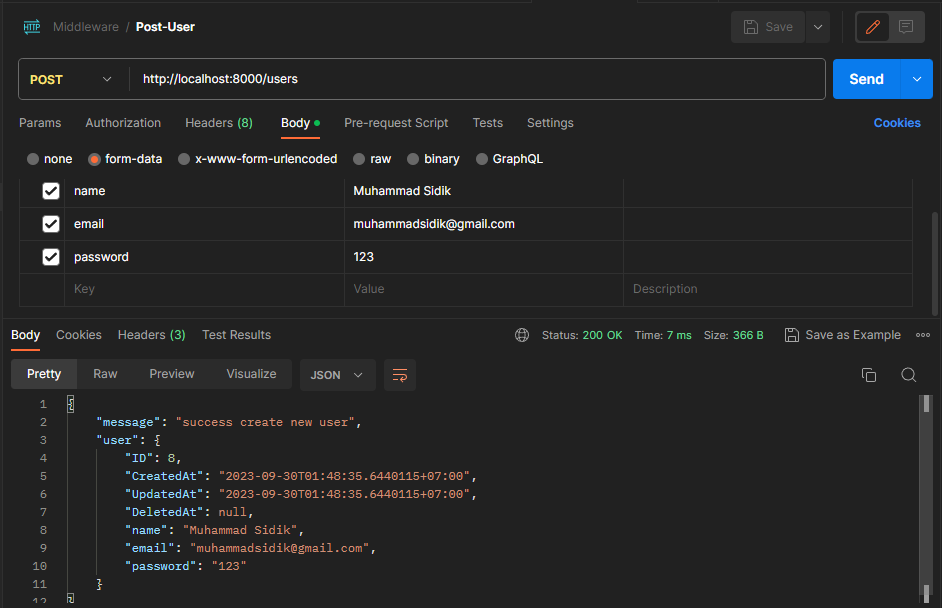 HTTP Middleware / Post-User Save
POST http://localhost:8000/users Send
Params Authorization Headers (8) Body Pre-request Script Tests Settings Cookies
none form-data x-www-form-urlencoded raw binary GraphQL
name Muhammad Sidik
email muhammadsidik@gmail.com
password 123
Key Value Description
Body Cookies Headers (3) Test Results Status: 200 OK Time: 7 ms Size: 366 B Save as Example
Pretty Raw Preview Visualize JSON
1 {
2 "message": "success create new user",
3 "user": {
4 "ID": 8,
5 "CreatedAt": "2023-09-30T01:48:35.6440115+07:00",
6 "UpdatedAt": "2023-09-30T01:48:35.6440115+07:00",
7 "DeletedAt": null,
8 "name": "Muhammad Sidik",
9 "email": "muhammadsidik@gmail.com",
10 "password": "123"
11 }
12 }